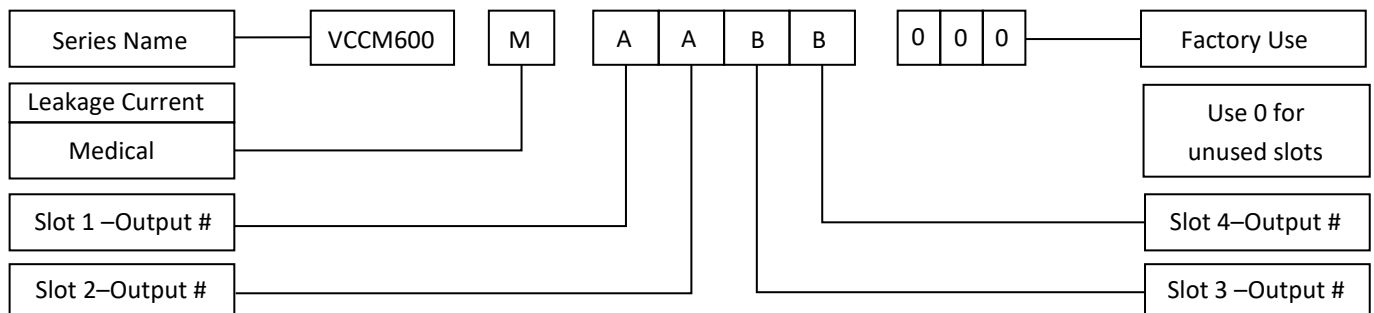 Series Name VCCM600 M A A B B 0 0 0 Factory Use
Leakage Current
Medical
Use 0 for
unused slots
Slot 1 –Output #
Slot 4–Output #
Slot 2–Output #
Slot 3 –Output #